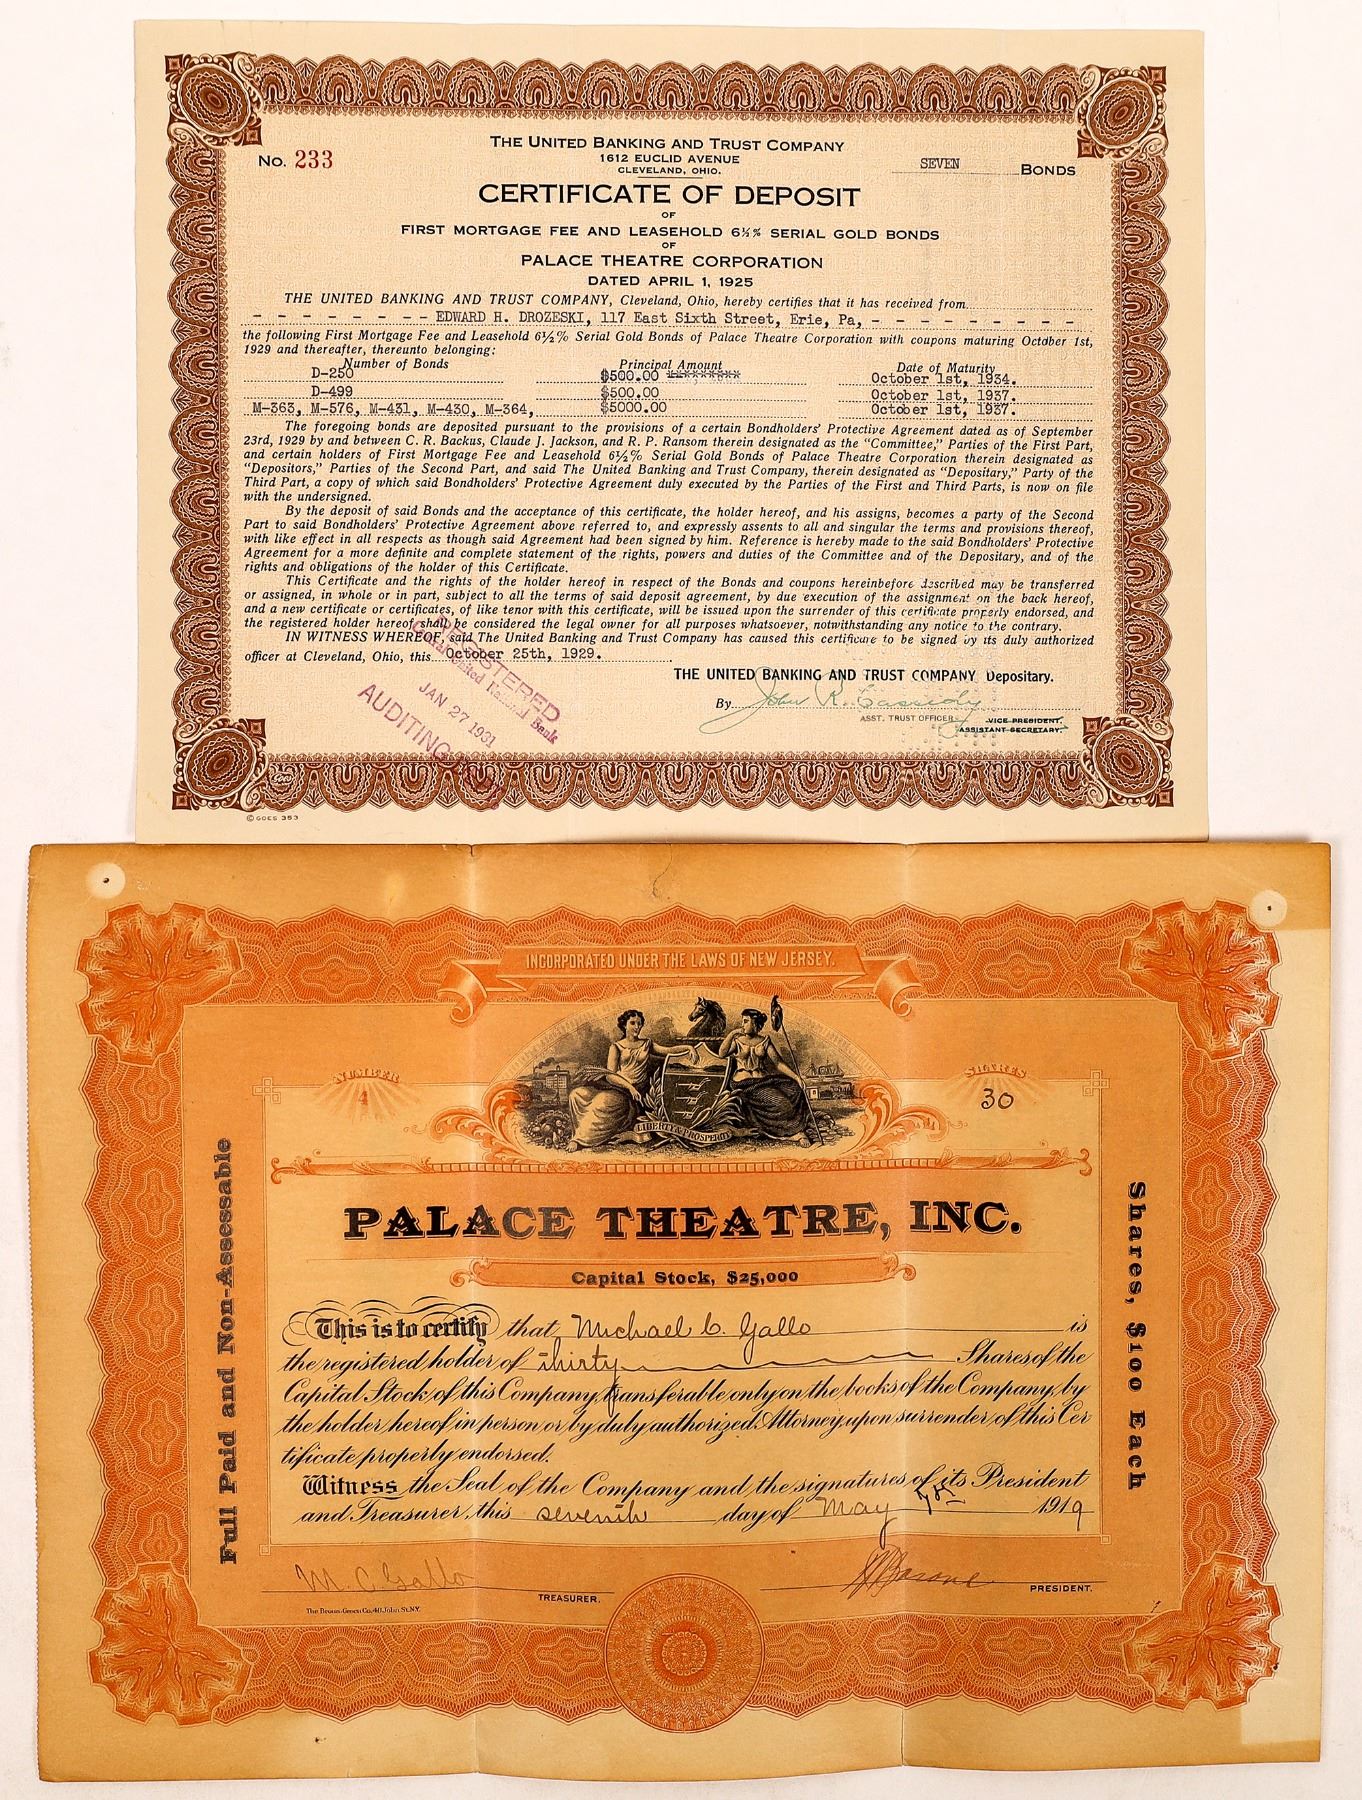 THE UNITED BANKING AND TRUST COMPANY
1612 EUCLID AVENUE
CLEVELAND, OHIO.
No. 233
SEVEN BONDS
CERTIFICATE OF DEPOSIT
OF
FIRST MORTGAGE FEE AND LEASEHOLD 6½% SERIAL GOLD BONDS
OF
PALACE THEATRE CORPORATION
DATED APRIL 1, 1925
THE UNITED BANKING AND TRUST COMPANY, Cleveland, Ohio, hereby certifies that it has received from
- - - - - - - - EDWARD H. DROZESKI, 117 East Sixth Street, Erie, Pa, - - - - - - - - -
the following First Mortgage Fee and Leasehold 6½% Serial Gold Bonds of Palace Theatre Corporation with coupons maturing October 1st,
1929 and thereafter, thereunto belonging:
Number of Bonds Principal Amount Date of Maturity
D-250 $500.00 October 1st, 1934.
D-499 $500.00 October 1st, 1937.
M-363, M-576, M-431, M-430, M-364, $5000.00 October 1st, 1937.
The foregoing bonds are deposited pursuant to the provisions of a certain Bondholders' Protective Agreement dated as of September
23rd, 1929 by and between C. R. Backus, Claude J. Jackson, and R. P. Ransom therein designated as the "Committee," Parties of the First Part,
and certain holders of First Mortgage Fee and Leasehold 6½% Serial Gold Bonds of Palace Theatre Corporation therein designated as
"Depositors," Parties of the Second Part, and said The United Banking and Trust Company, therein designated as "Depositary," Party of the
Third Part, a copy of which said Bondholders' Protective Agreement duly executed by the Parties of the First and Third Parts, is now on file
with the undersigned.
By the deposit of said Bonds and the acceptance of this certificate, the holder hereof, and his assigns, becomes a party of the Second
Part to said Bondholders' Protective Agreement above referred to, and expressly assents to all and singular the terms and provisions thereof,
with like effect in all respects as though said Agreement had been signed by him. Reference is hereby made to the said Bondholders' Protective
Agreement for a more definite and complete statement of the rights, powers and duties of the Committee and of the Depositary, and of the
rights and obligations of the holder of this Certificate.
This Certificate and the rights of the holder hereof in respect of the Bonds and coupons hereinbefore described may be transferred
or assigned, in whole or in part, subject to all the terms of said deposit agreement, by due execution of the assignment on the back hereof,
and a new certificate or certificates, of like tenor with this certificate, will be issued upon the surrender of this certificate properly endorsed, and
the registered holder hereof shall be considered the legal owner for all purposes whatsoever, notwithstanding any notice to the contrary.
IN WITNESS WHEREOF, said The United Banking and Trust Company has caused this certificate to be signed by its duly authorized
officer at Cleveland, Ohio, this October 25th, 1929.
REGISTERED
Central United National Bank
JAN 27 1931
AUDITING
THE UNITED BANKING AND TRUST COMPANY Depositary.
By John R. Cassidy
ASST. TRUST OFFICER VICE PRESIDENT.
ASSISTANT SECRETARY.
GOES
© GOES 353
INCORPORATED UNDER THE LAWS OF NEW JERSEY.
NUMBER
4
SHARES
30
LIBERTY & PROSPERITY
PALACE THEATRE, INC.
Capital Stock, $25,000
Full Paid and Non-Assessable
Shares, $100 Each
This is to certify that Michael C. Gallo is
the registered holder of thirty Shares of the
Capital Stock of this Company, transferable only on the books of the Company, by
the holder hereof in person or by duly authorized Attorney, upon surrender of this Cer
tificate properly endorsed.
Witness the Seal of the Company and the signatures of its President
and Treasurer, this seventh day of May 7th 1919
M. C. Gallo
TREASURER.
Barone
PRESIDENT.
The Broun-Green Co., 40 John St. N.Y.